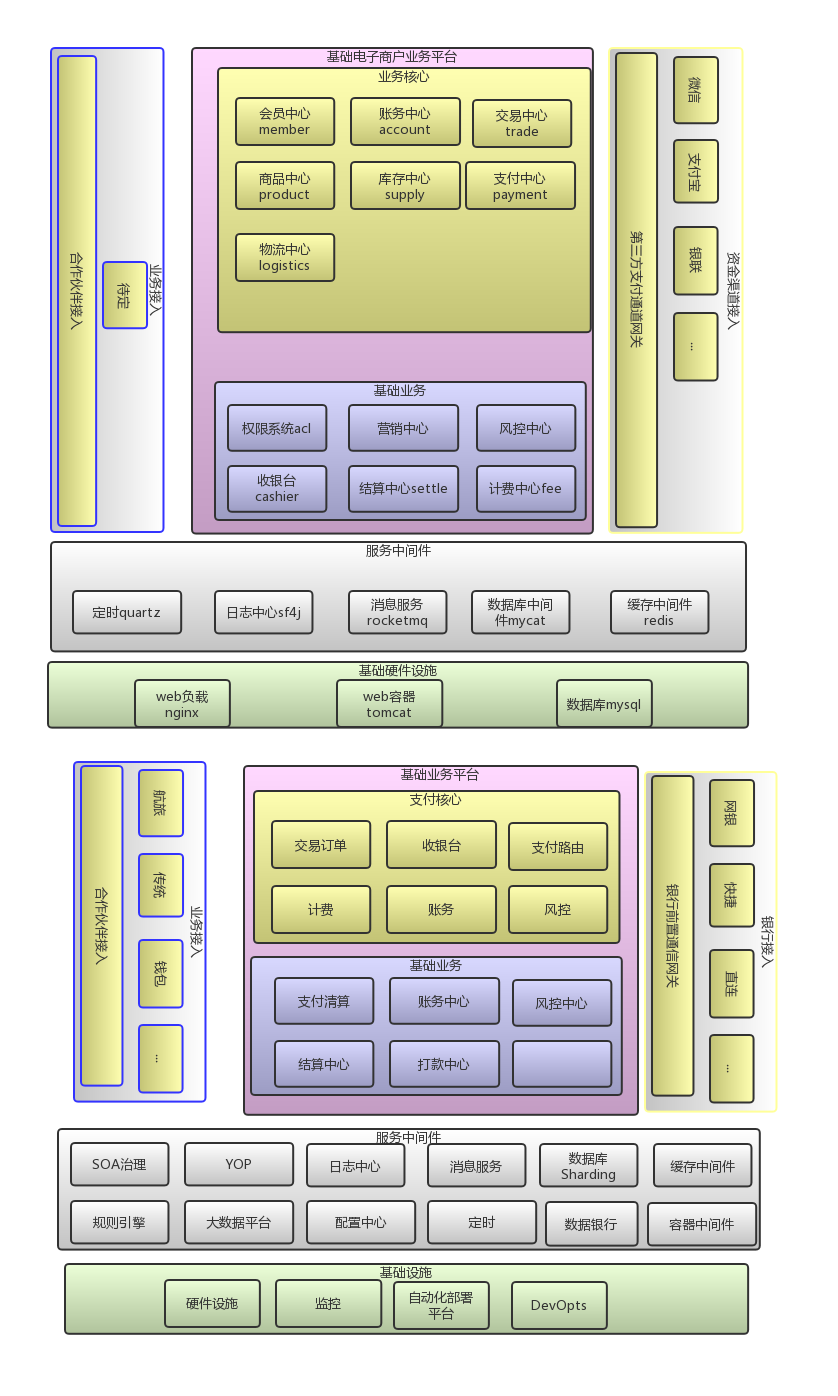 基础电子商户业务平台
业务核心
会员中心
member
账务中心
account
交易中心
trade
商品中心
product
库存中心
supply
支付中心
payment
物流中心
logistics
基础业务
权限系统acl
营销中心
风控中心
收银台
cashier
结算中心settle
计费中心fee
合作伙伴接入
待定
业务接入
第三方支付通道网关
微信
支付宝
银联
...
资金渠道接入
服务中间件
定时quartz
日志中心sf4j
消息服务
rocketmq
数据库中间
件mycat
缓存中间件
redis
基础硬件设施
web负载
nginx
web容器
tomcat
数据库mysql
合作伙伴接入
航旅
传统
钱包
...
业务接入
基础业务平台
支付核心
交易订单
收银台
支付路由
计费
账务
风控
基础业务
支付清算
账务中心
风控中心
结算中心
打款中心
银行前置通信网关
网银
快捷
直连
...
银行接入
服务中间件
SOA治理
YOP
日志中心
消息服务
数据库
Sharding
缓存中间件
规则引擎
大数据平台
配置中心
定时
数据银行
容器中间件
基础设施
硬件设施
监控
自动化部署
平台
DevOpts